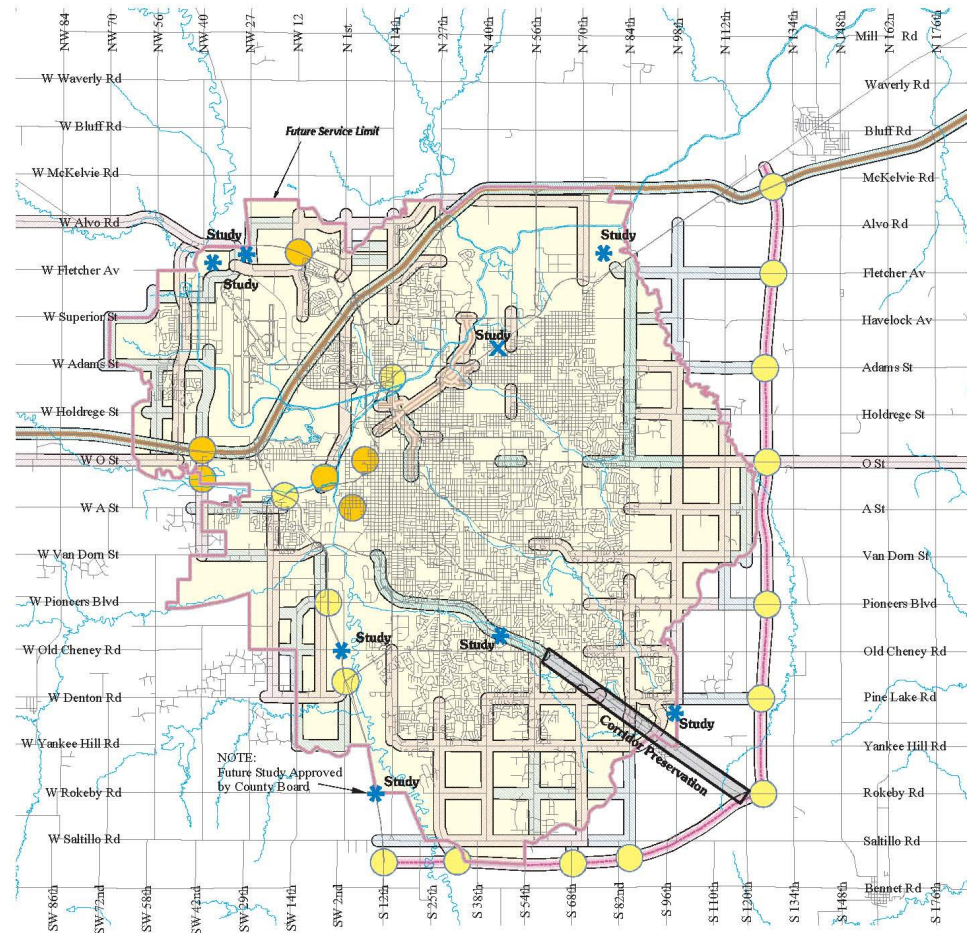 NW 84
NW 70
NW 56
NW 40
NW 27
NW 12
N 1st
N 14th
N 27th
N 40th
N 56th
N 70th
N 84th
N 98th
N 112th
N 134th
N 148th
N 162th
N 176th
Mill Rd
W Waverly Rd
Waverly Rd
W Bluff Rd
Future Service Limit
Bluff Rd
W McKelvie Rd
McKelvie Rd
W Alvo Rd
Alvo Rd
Study
Study
W Fletcher Av
Fletcher Av
Study
W Superior St
Havelock Av
Study
W Adams St
Adams St
W Holdrege St
Holdrege St
W O St
O St
W A St
A St
W Van Dorn St
Van Dorn St
W Pioneers Blvd
Pioneers Blvd
Study
Study
W Old Cheney Rd
Old Cheney Rd
W Denton Rd
Pine Lake Rd
Study
Corridor Preservation
W Yankee Hill Rd
Yankee Hill Rd
NOTE:
Future Study Approved
by County Board
Study
W Rokeby Rd
Rokeby Rd
W Saltillo Rd
Saltillo Rd
Bennet Rd
SW 86th
SW 72nd
SW 58th
SW 42nd
SW 29th
SW 14th
SW 2nd
S 12th
S 25th
S 38th
S 54th
S 68th
S 82nd
S 96th
S 110th
S 120th
S 134th
S 148th
S 162th
S 176th